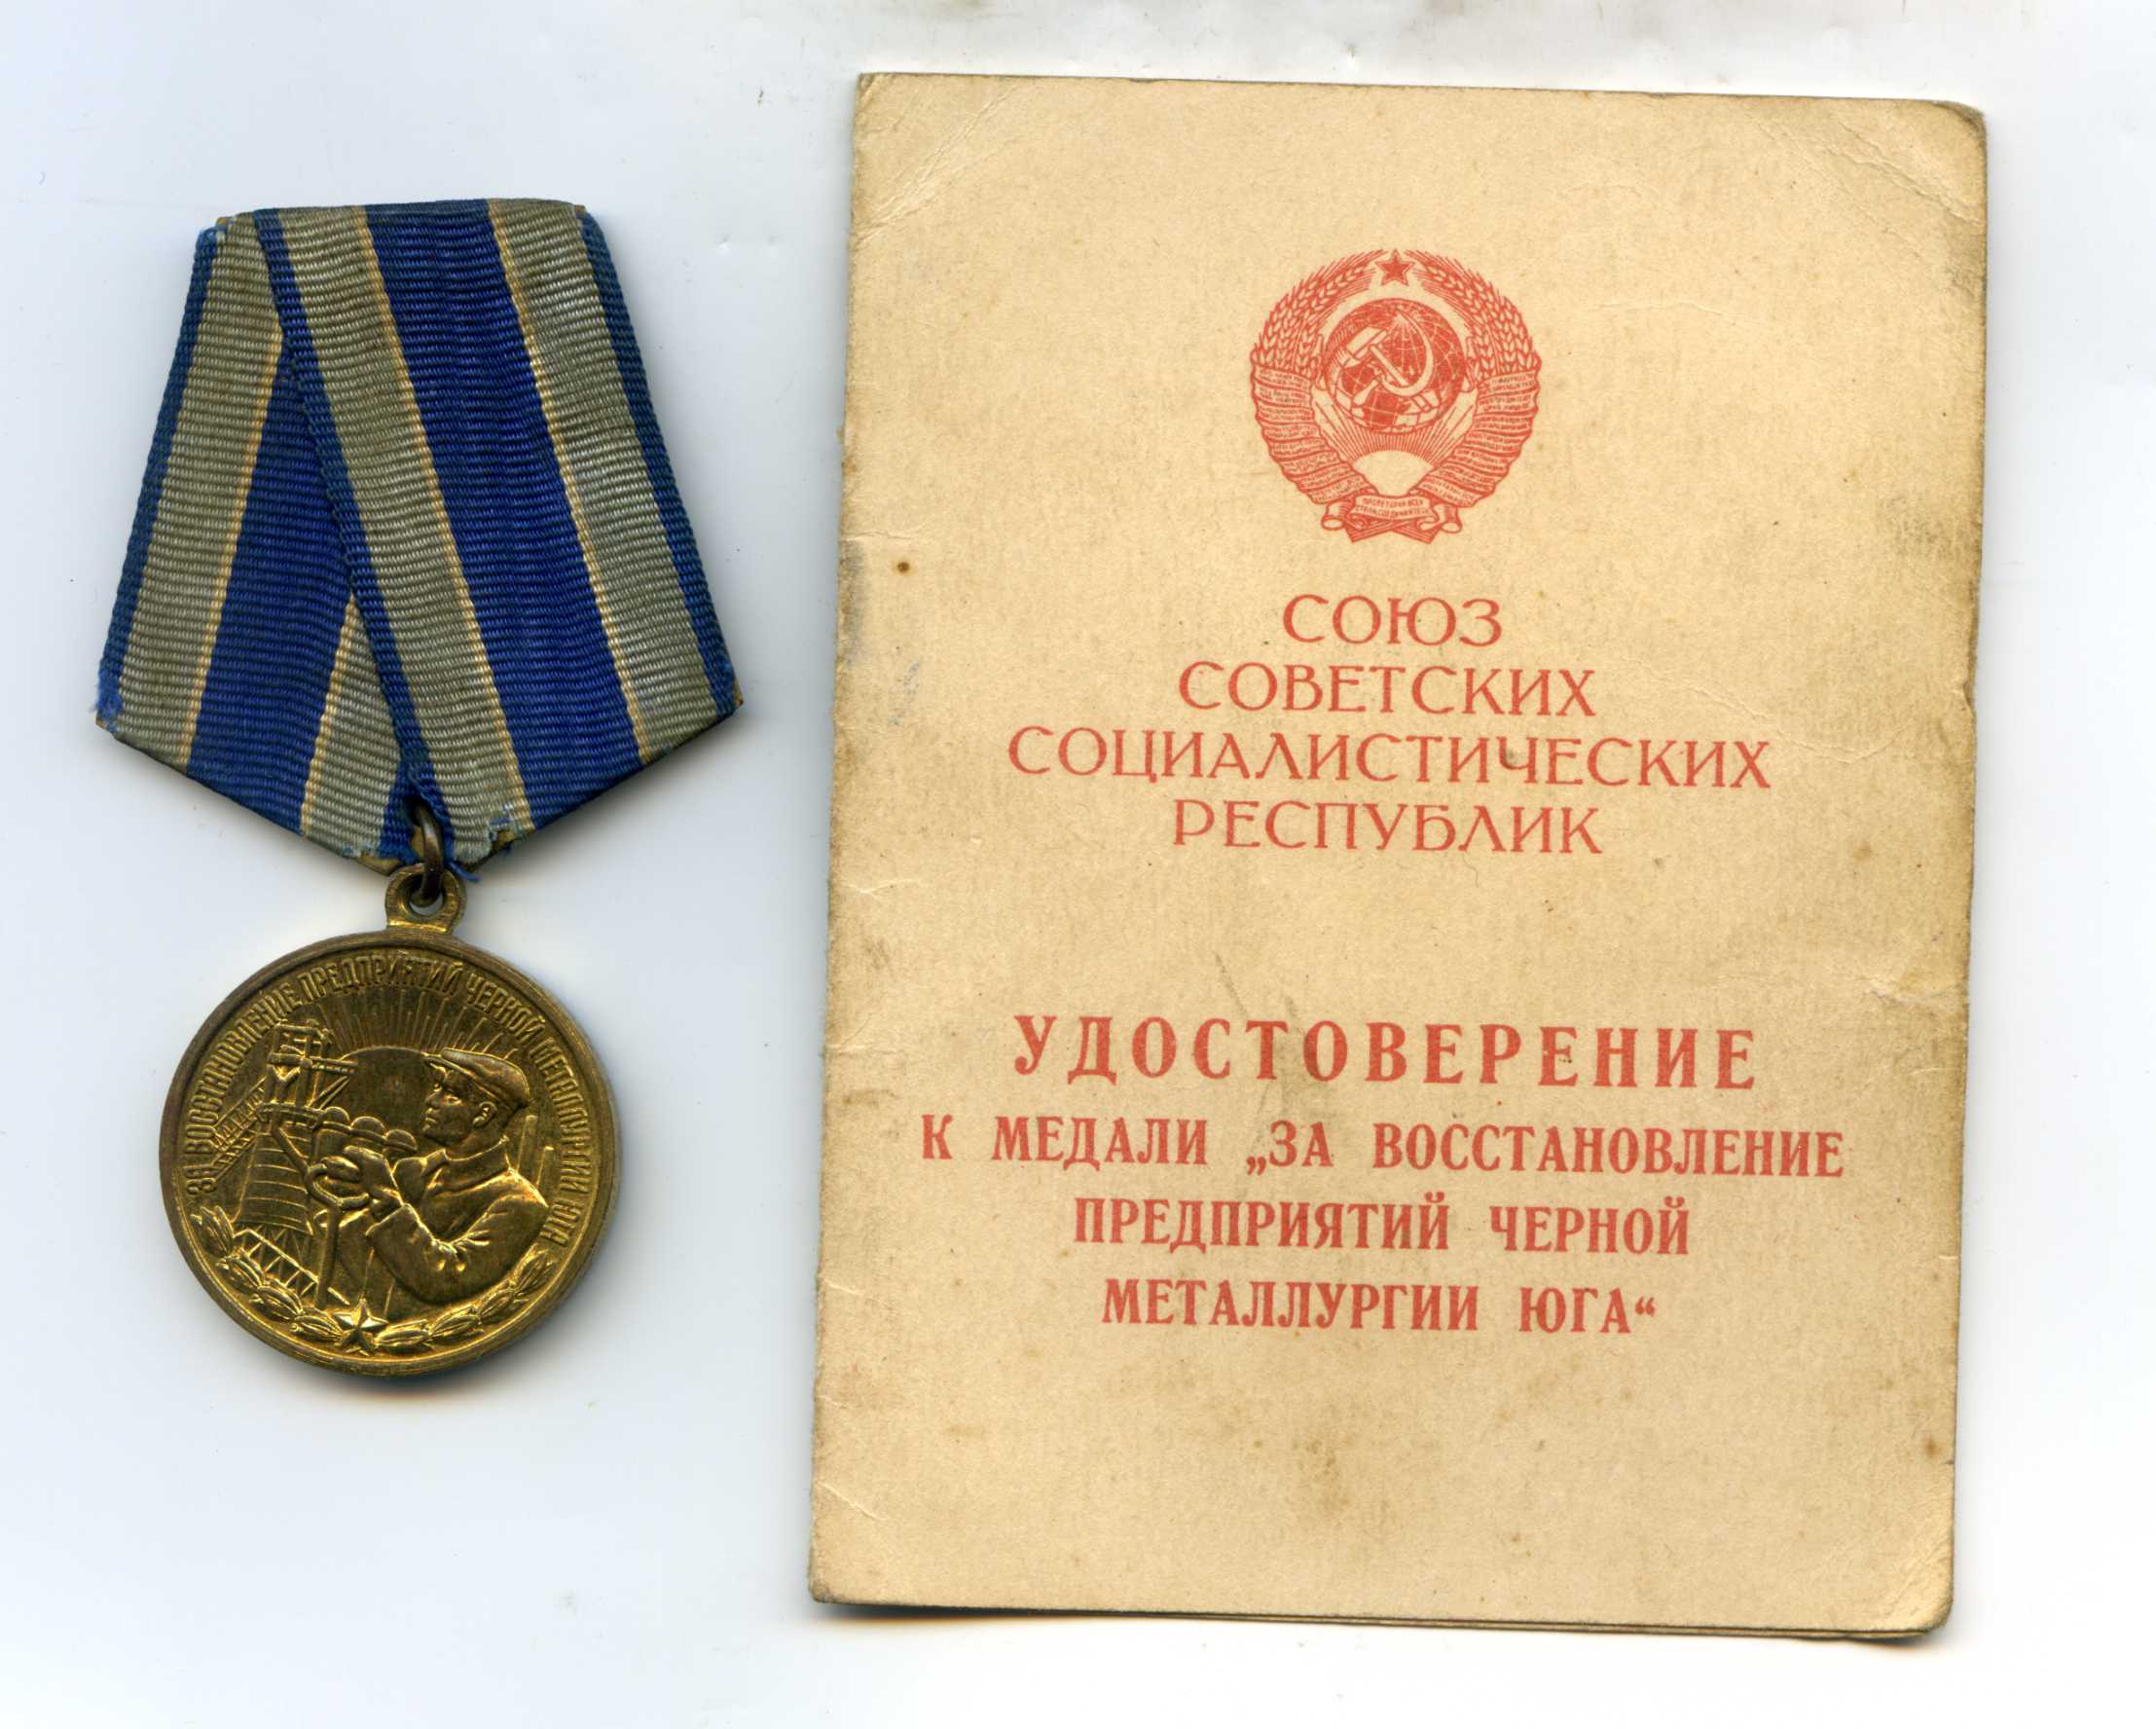 ЗА ВОССТАНОВЛЕНИЕ ПРЕДПРИЯТИЙ ЧЕРНОЙ МЕТАЛЛУРГИИ ЮГА
СОЮЗ
СОВЕТСКИХ
СОЦИАЛИСТИЧЕСКИХ
РЕСПУБЛИК
УДОСТОВЕРЕНИЕ
К МЕДАЛИ „ЗА ВОССТАНОВЛЕНИЕ
ПРЕДПРИЯТИЙ ЧЕРНОЙ
МЕТАЛЛУРГИИ ЮГА“